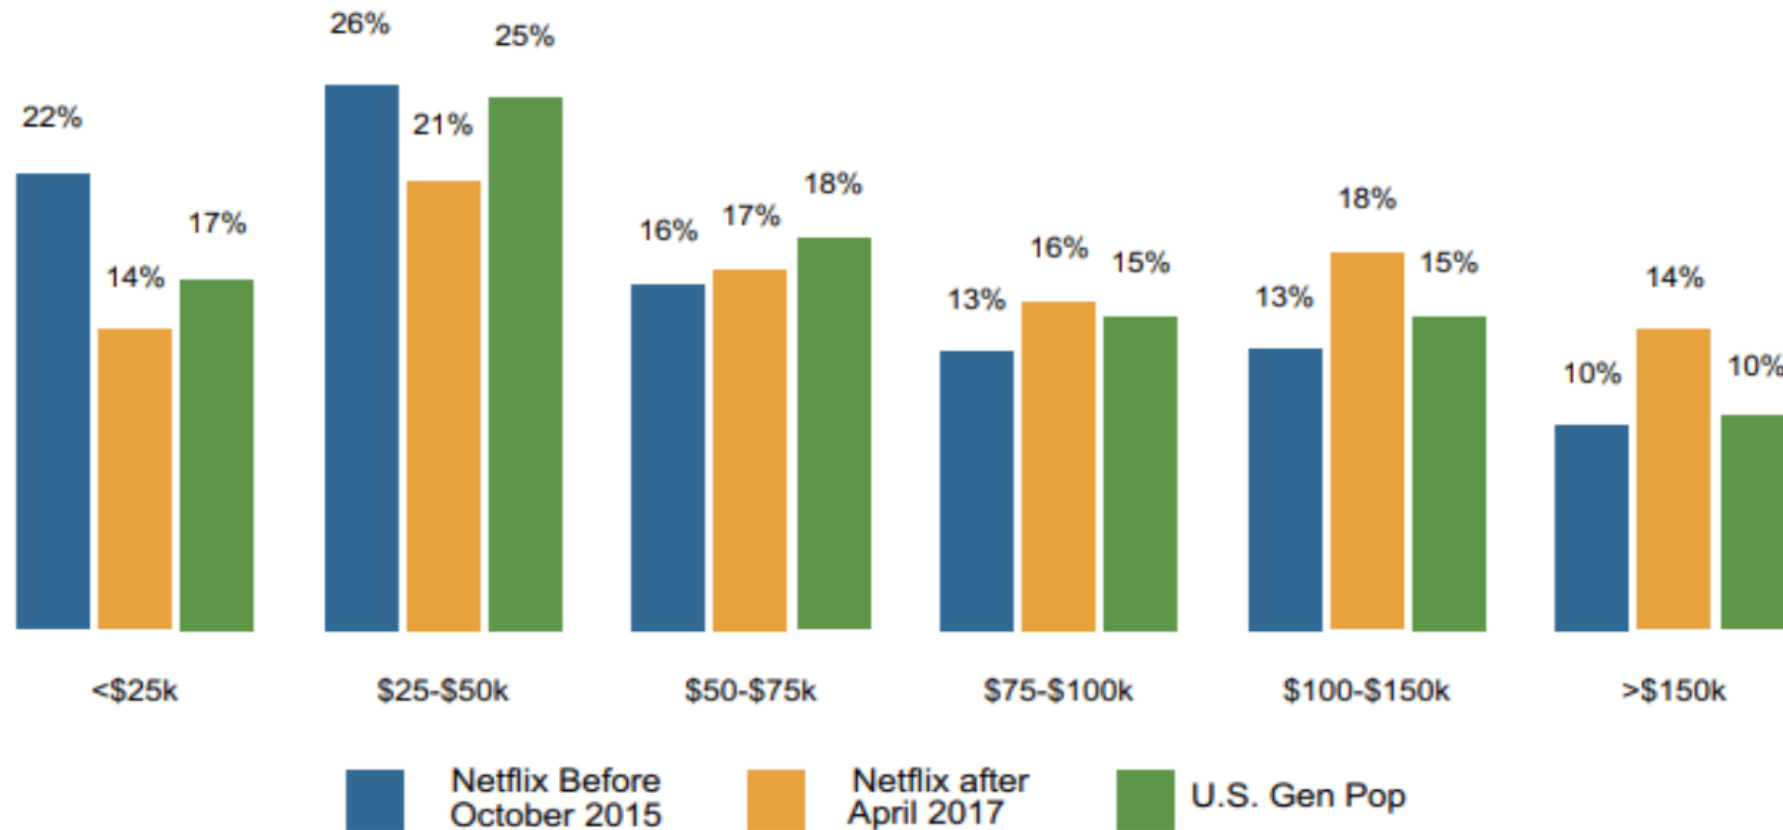 26%
25%
22%
21%
17%
14%
18%
16%
17%
18%
13%
16%
15%
13%
15%
10%
14%
10%
<$25k
$25-$50k
$50-$75k
$75-$100k
$100-$150k
>$150k
Netflix Before
October 2015
Netflix after
April 2017
U.S. Gen Pop